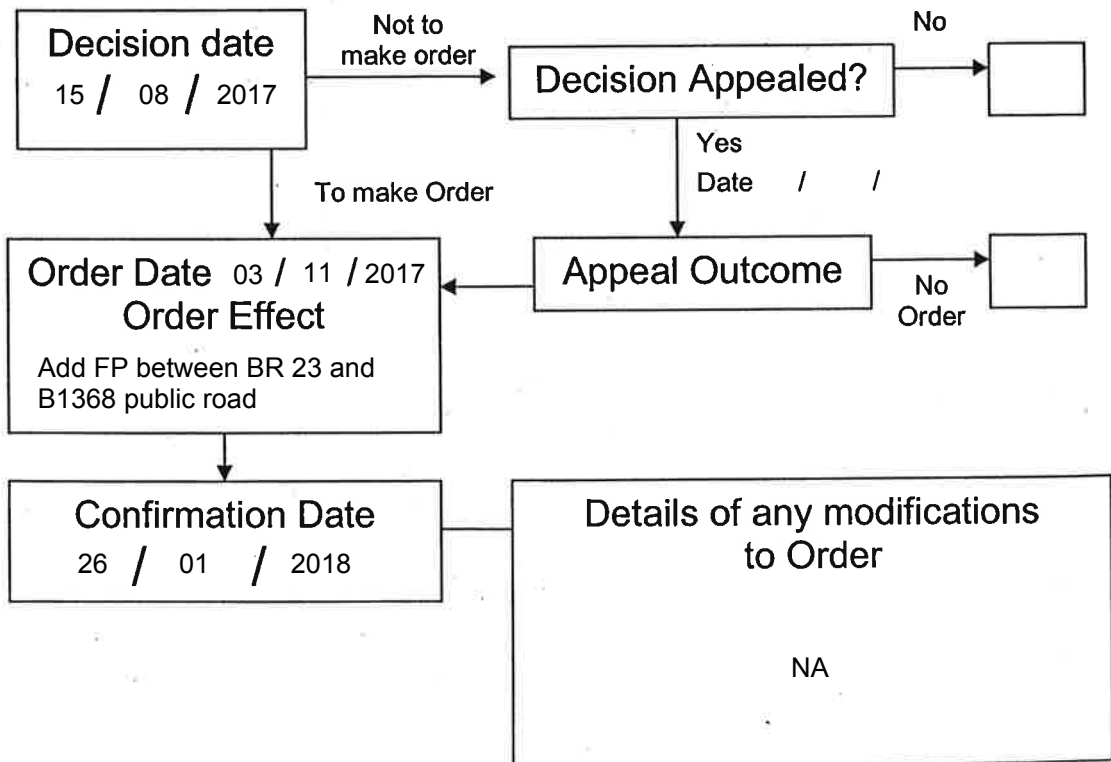 Decision date
15 / 08 / 2017
Not to
make order
Decision Appealed?
No
Yes
Date / /
To make Order
Order Date 03 / 11 / 2017
Order Effect
Add FP between BR 23 and
B1368 public road
Appeal Outcome
No
Order
Confirmation Date
26 / 01 / 2018
Details of any modifications
to Order
NA